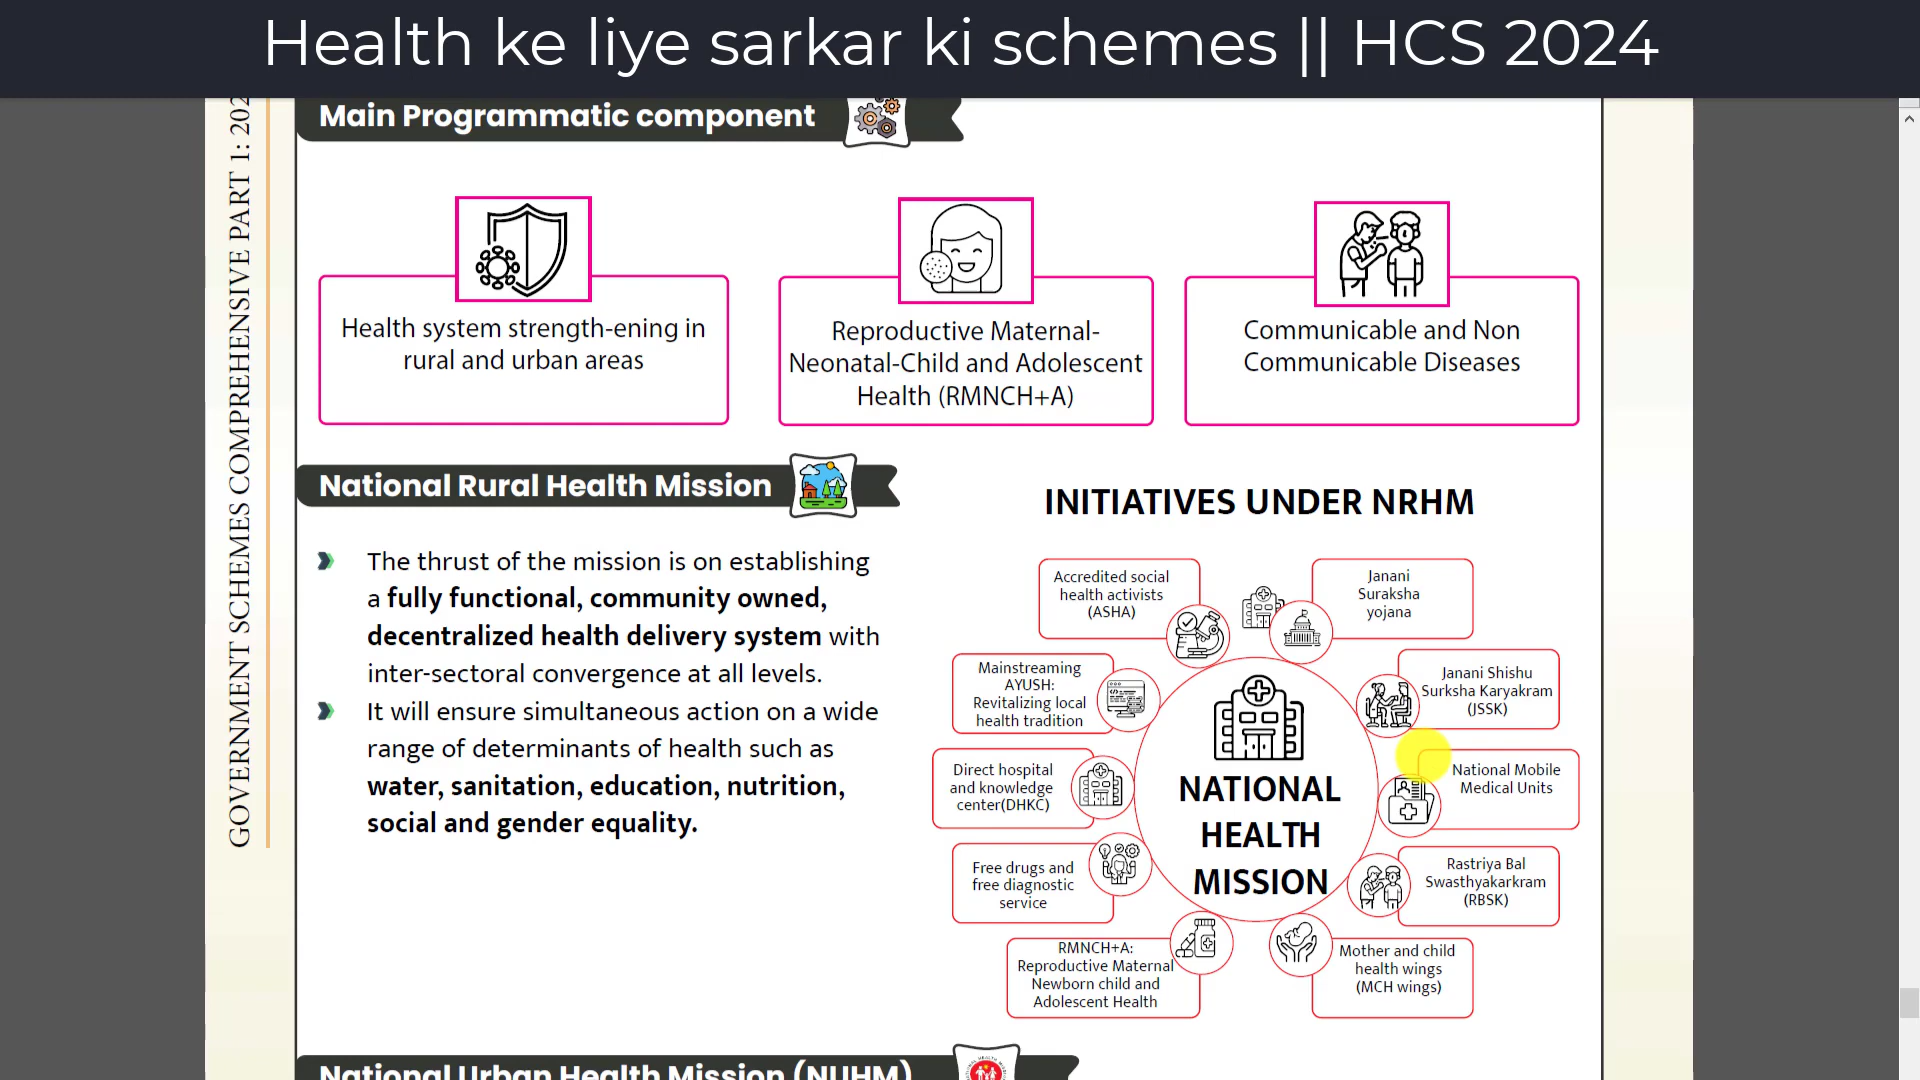 Health ke liye sarkar ki schemes || HCS 2024
GOVERNMENT SCHEMES COMPREHENSIVE PART 1: 202
Main Programmatic component
Health system strength-ening in
rural and urban areas
Reproductive Maternal-
Neonatal-Child and Adolescent
Health (RMNCH+A)
Communicable and Non
Communicable Diseases
National Rural Health Mission
The thrust of the mission is on establishing
a fully functional, community owned,
decentralized health delivery system with
inter-sectoral convergence at all levels.
It will ensure simultaneous action on a wide
range of determinants of health such as
water, sanitation, education, nutrition,
social and gender equality.
INITIATIVES UNDER NRHM
Accredited social
health activists
(ASHA)
Janani
Suraksha
yojana
Mainstreaming
AYUSH:
Revitalizing local
health tradition
Janani Shishu
Surksha Karyakram
(JSSK)
Direct hospital
and knowledge
center(DHKC)
National Mobile
Medical Units
NATIONAL
HEALTH
MISSION
Free drugs and
free diagnostic
service
Rastriya Bal
Swasthyakarkram
(RBSK)
RMNCH+A:
Reproductive Maternal
Newborn child and
Adolescent Health
Mother and child
health wings
(MCH wings)
National Urban Health Mission (NUHM)